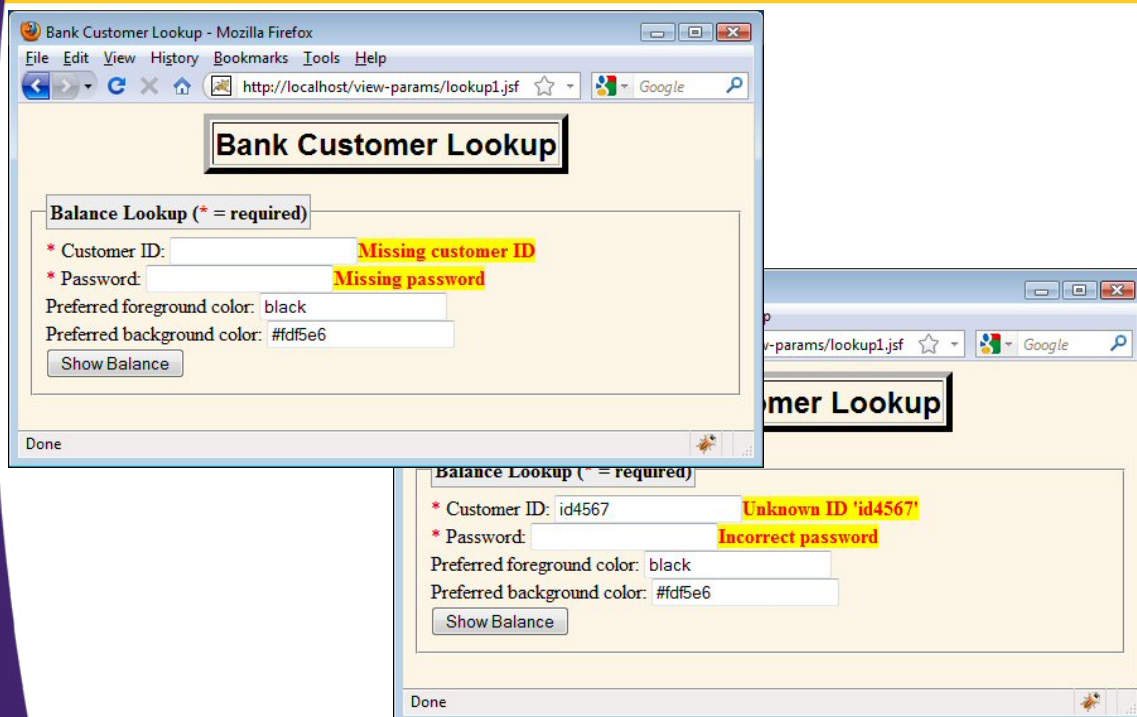 Bank Customer Lookup - Mozilla Firefox
File Edit View History Bookmarks Tools Help
http://localhost/view-params/lookup1.jsf Google
Bank Customer Lookup
Balance Lookup (* = required)
* Customer ID: Missing customer ID
* Password: Missing password
Preferred foreground color: black
Preferred background color: #fdf5e6
Show Balance
Done
p
w-params/lookup1.jsf Google
mer Lookup
Balance Lookup (* = required)
* Customer ID: id4567 Unknown ID 'id4567'
* Password: Incorrect password
Preferred foreground color: black
Preferred background color: #fdf5e6
Show Balance
Done